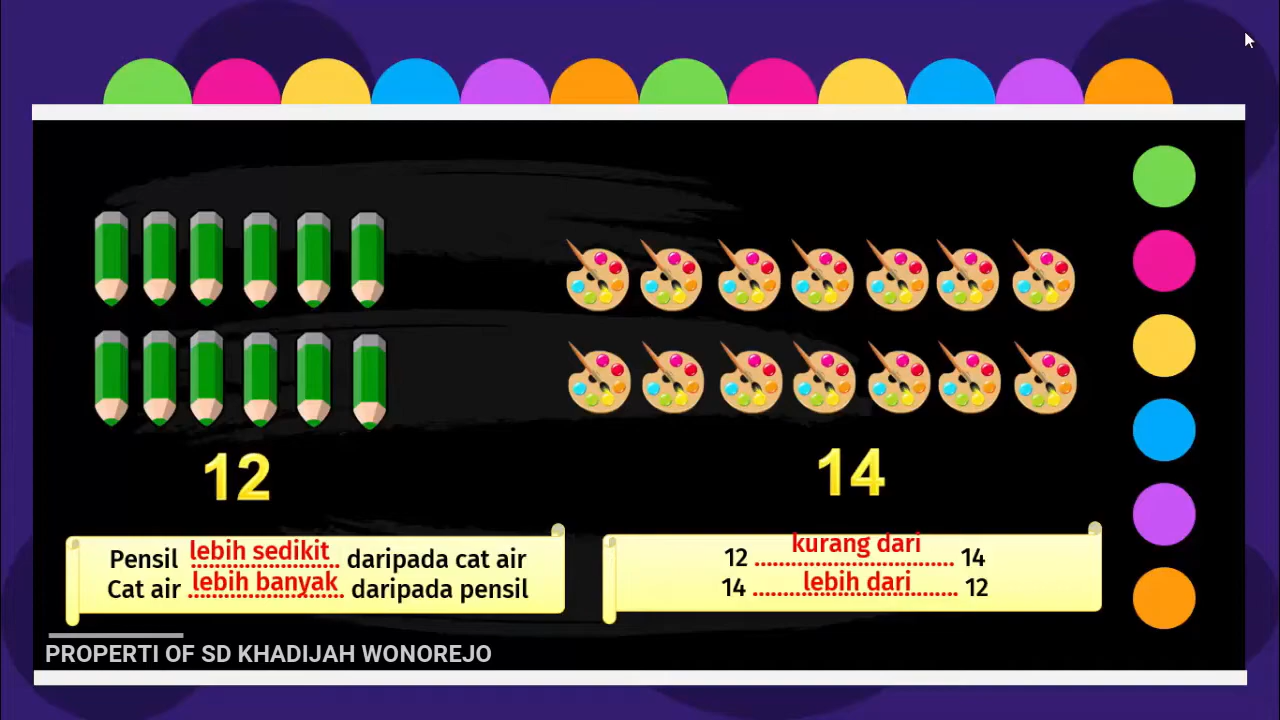 12
14
Pensil lebih sedikit daripada cat air
Cat air lebih banyak daripada pensil
12 kurang dari 14
14 lebih dari 12
PROPERTI OF SD KHADIJAH WONOREJO